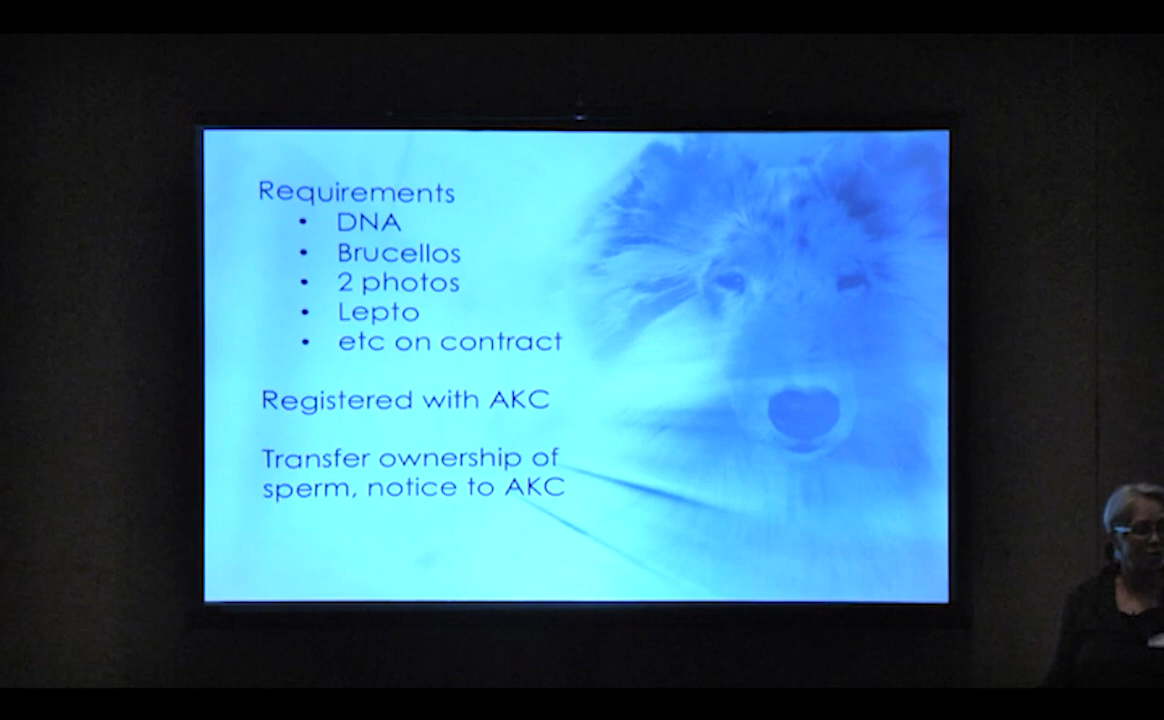 Requirements
• DNA
• Brucellos
• 2 photos
• Lepto
• etc on contract
Registered with AKC
Transfer ownership of
sperm, notice to AKC